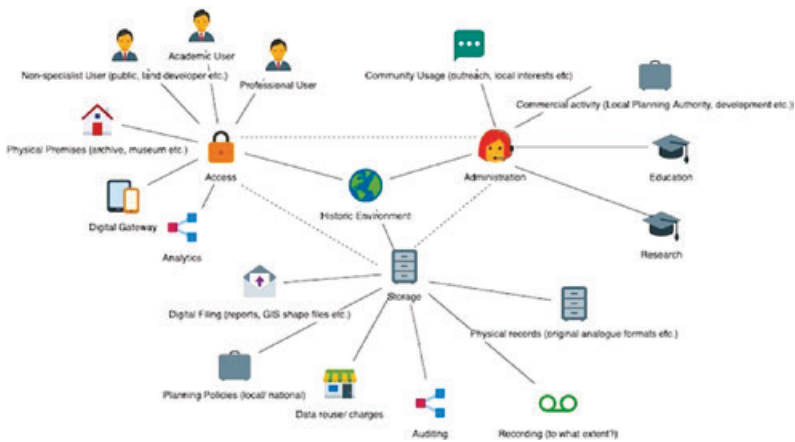 Academic User
Non-specialist User (public, land developer etc.)
Professional User
Community Usage (outreach, local interests etc)
Commercial activity (Local Planning Authority, development etc.)
Physical Premises (archive, museum etc.)
Access
Administration
Education
Historic Environment
Digital Gateway
Analytics
Research
Storage
Digital Filing (reports, GIS shape files etc.)
Physical records (original analogue formats etc.)
Planning Policies (local/ national)
Data reuse/ charges
Auditing
Recording (to what extent?)